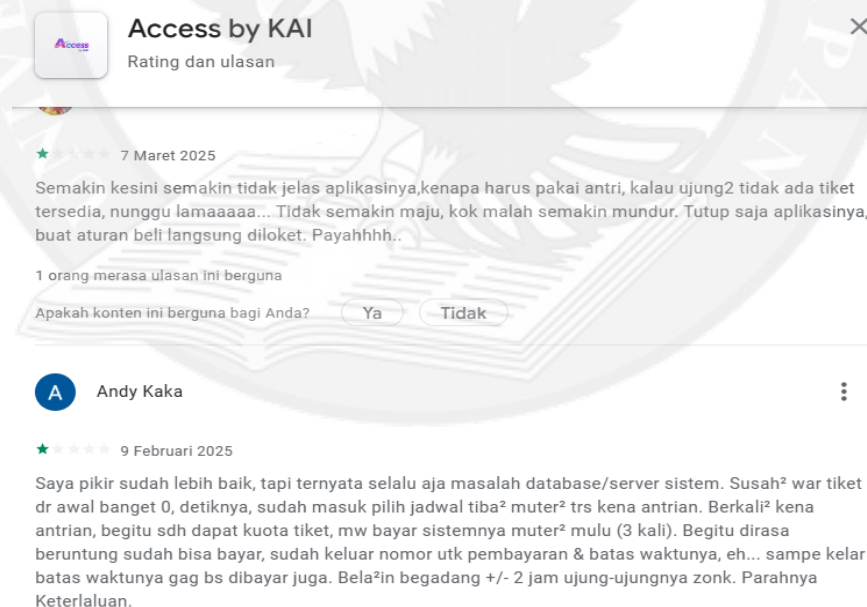 Access by KAI
Access
Rating dan ulasan
7 Maret 2025
Semakin kesini semakin tidak jelas aplikasinya,kenapa harus pakai antri, kalau ujung2 tidak ada tiket
tersedia, nunggu lamaaaaa... Tidak semakin maju, kok malah semakin mundur. Tutup saja aplikasinya,
buat aturan beli langsung diloket. Payahhhh..
1 orang merasa ulasan ini berguna
Apakah konten ini berguna bagi Anda? Ya Tidak
A Andy Kaka
9 Februari 2025
Saya pikir sudah lebih baik, tapi ternyata selalu aja masalah database/server sistem. Susah² war tiket
dr awal banget 0, detiknya, sudah masuk pilih jadwal tiba² muter² trs kena antrian. Berkali² kena
antrian, begitu sdh dapat kuota tiket, mw bayar sistemnya muter² mulu (3 kali). Begitu dirasa
beruntung sudah bisa bayar, sudah keluar nomor utk pembayaran & batas waktunya, eh... sampe kelar
batas waktunya gag bs dibayar juga. Bela²in begadang +/- 2 jam ujung-ujungnya zonk. Parahnya
Keterlaluan.